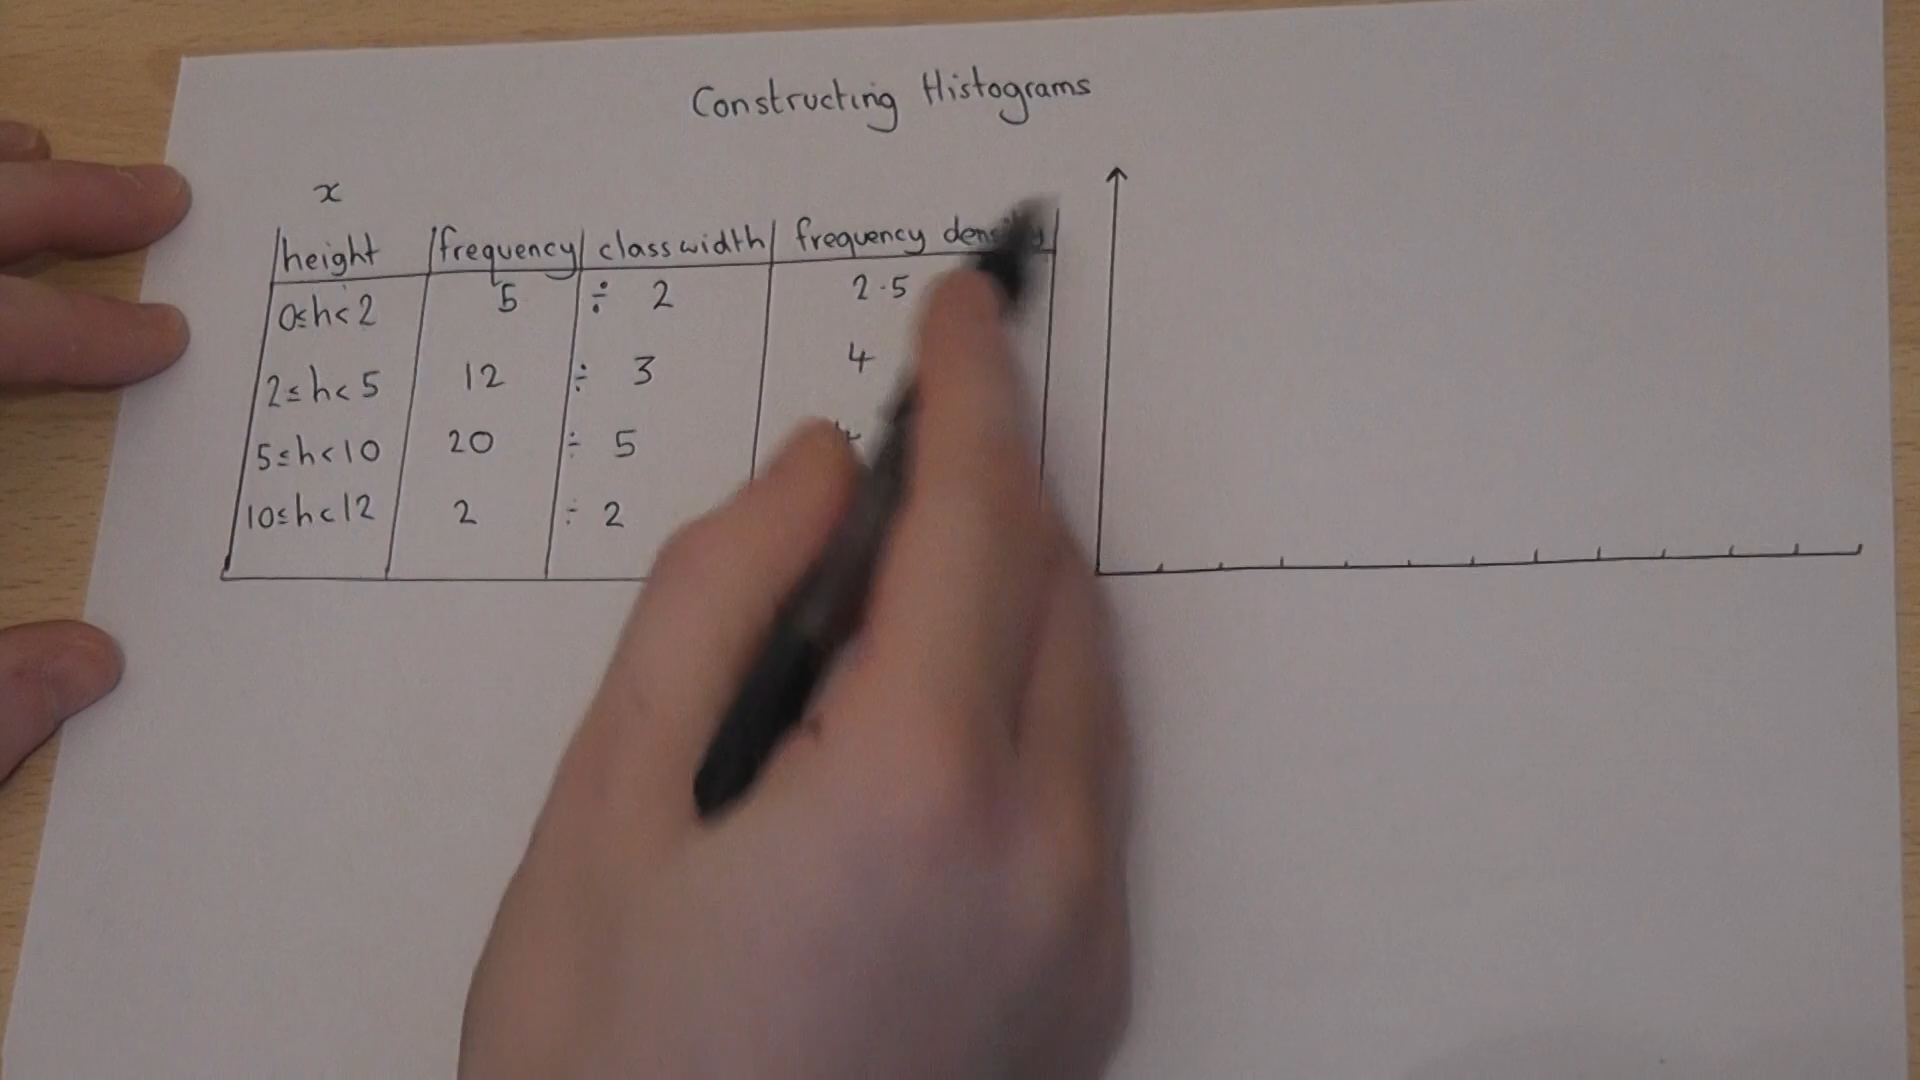 Constructing Histograms
x
height frequency class width frequency
0≤h<2 5 ÷ 2 2.5
2≤h<5 12 ÷ 3 4
5≤h<10 20 ÷ 5
10≤h<12 2 ÷ 2